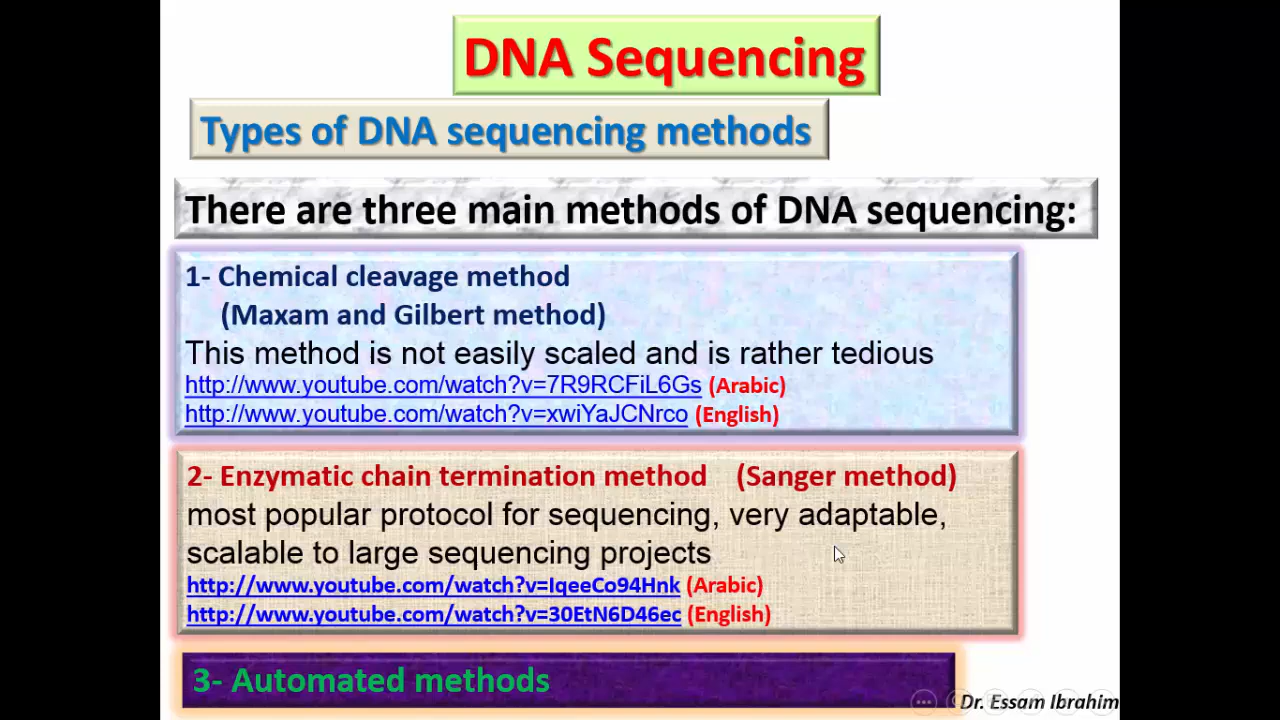 DNA Sequencing
Types of DNA sequencing methods
There are three main methods of DNA sequencing:
1- Chemical cleavage method
(Maxam and Gilbert method)
This method is not easily scaled and is rather tedious
http://www.youtube.com/watch?v=7R9RCFiL6Gs (Arabic)
http://www.youtube.com/watch?v=xwiYaJCNrco (English)
2- Enzymatic chain termination method (Sanger method)
most popular protocol for sequencing, very adaptable,
scalable to large sequencing projects
http://www.youtube.com/watch?v=IqeeCo94Hnk (Arabic)
http://www.youtube.com/watch?v=30EtN6D46ec (English)
3- Automated methods
Dr. Essam Ibrahim